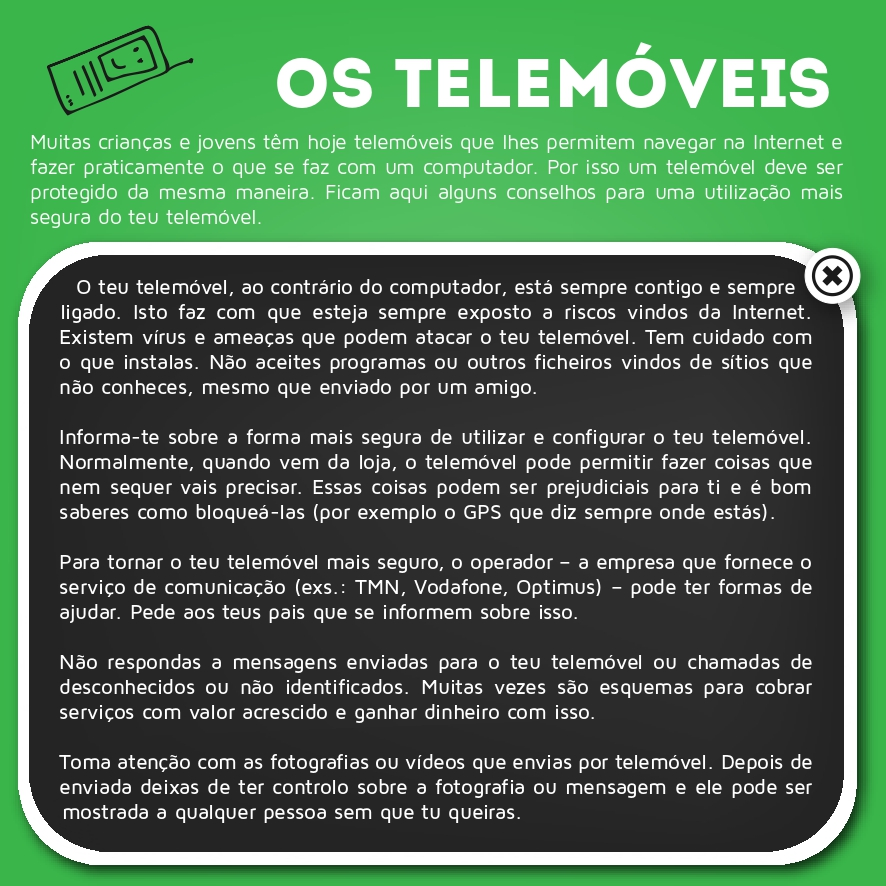 OS TELEMÓVEIS
Muitas crianças e jovens têm hoje telemóveis que lhes permitem navegar na Internet e
fazer praticamente o que se faz com um computador. Por isso um telemóvel deve ser
protegido da mesma maneira. Ficam aqui alguns conselhos para uma utilização mais
segura do teu telemóvel.
O teu telemóvel, ao contrário do computador, está sempre contigo e sempre
ligado. Isto faz com que esteja sempre exposto a riscos vindos da Internet.
Existem vírus e ameaças que podem atacar o teu telemóvel. Tem cuidado com
o que instalas. Não aceites programas ou outros ficheiros vindos de sítios que
não conheces, mesmo que enviado por um amigo.
Informa-te sobre a forma mais segura de utilizar e configurar o teu telemóvel.
Normalmente, quando vem da loja, o telemóvel pode permitir fazer coisas que
nem sequer vais precisar. Essas coisas podem ser prejudiciais para ti e é bom
saberes como bloqueá-las (por exemplo o GPS que diz sempre onde estás).
Para tornar o teu telemóvel mais seguro, o operador – a empresa que fornece o
serviço de comunicação (exs.: TMN, Vodafone, Optimus) – pode ter formas de
ajudar. Pede aos teus pais que se informem sobre isso.
Não respondas a mensagens enviadas para o teu telemóvel ou chamadas de
desconhecidos ou não identificados. Muitas vezes são esquemas para cobrar
serviços com valor acrescido e ganhar dinheiro com isso.
Toma atenção com as fotografias ou vídeos que envias por telemóvel. Depois de
enviada deixas de ter controlo sobre a fotografia ou mensagem e ele pode ser
mostrada a qualquer pessoa sem que tu queiras.